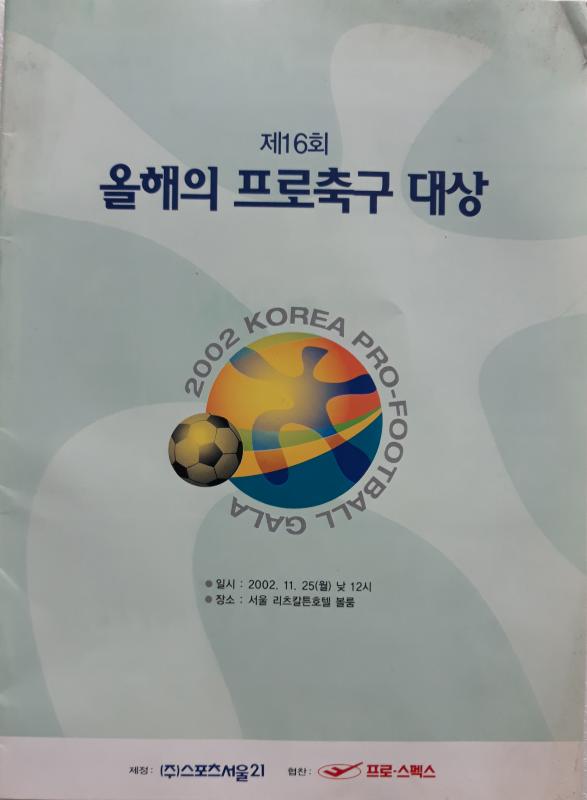 제16회
올해의 프로축구 대상
2002 KOREA PRO-FOOTBALL GALA
일시 : 2002. 11. 25(월) 낮 12시
장소 : 서울 리츠칼튼호텔 볼룸
제정 : (주)스포츠서울21 협찬 : 프로-스펙스